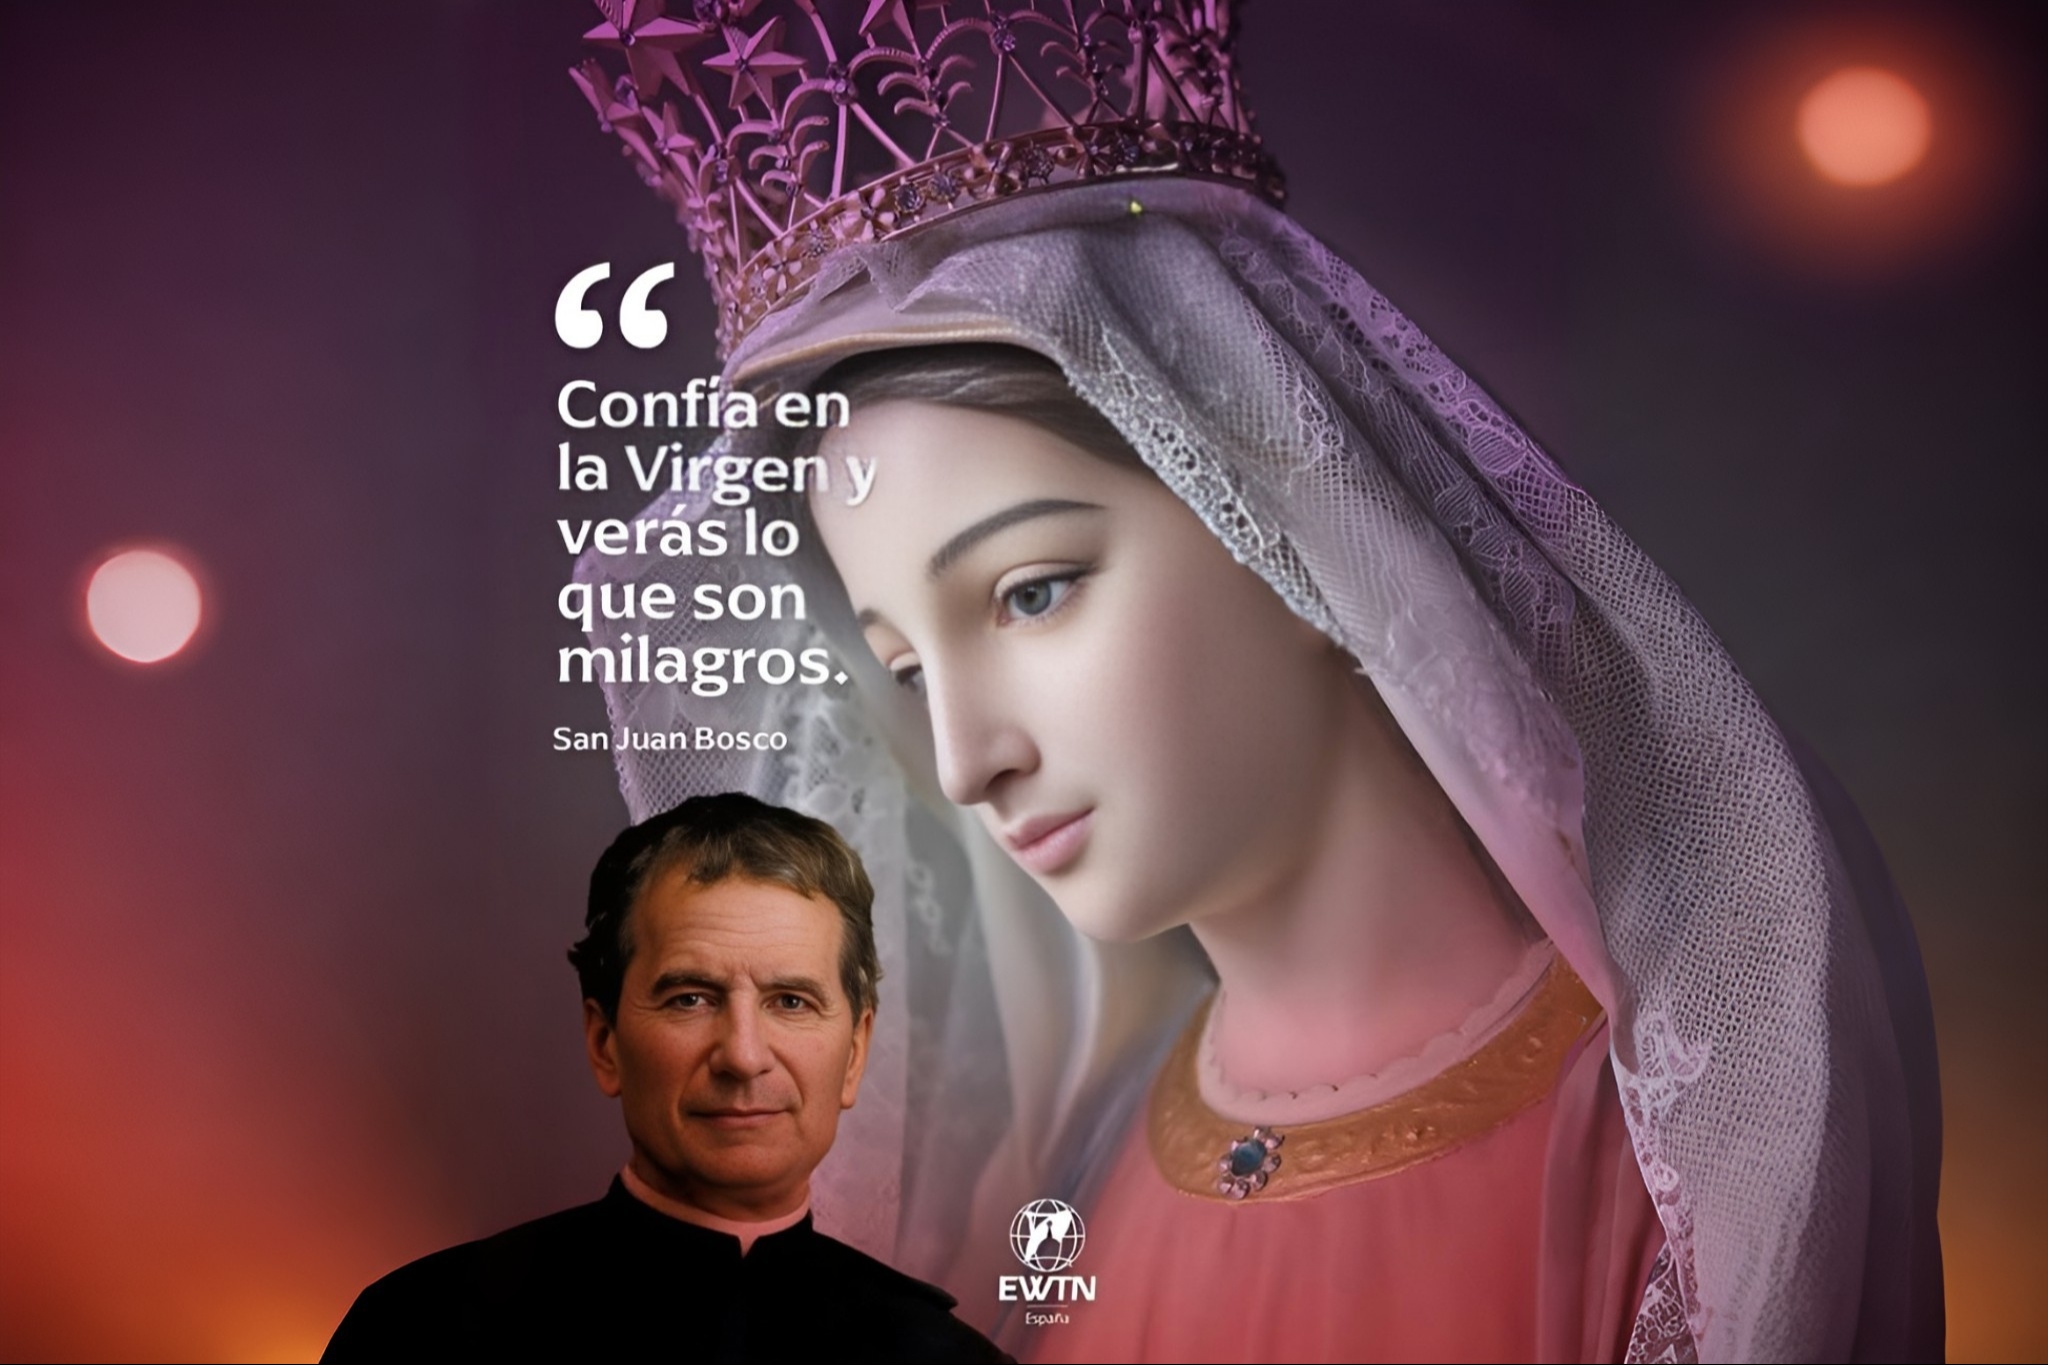 “
Confía en
la Virgen y
verás lo
que son
milagros.
San Juan Bosco
EWTN
España